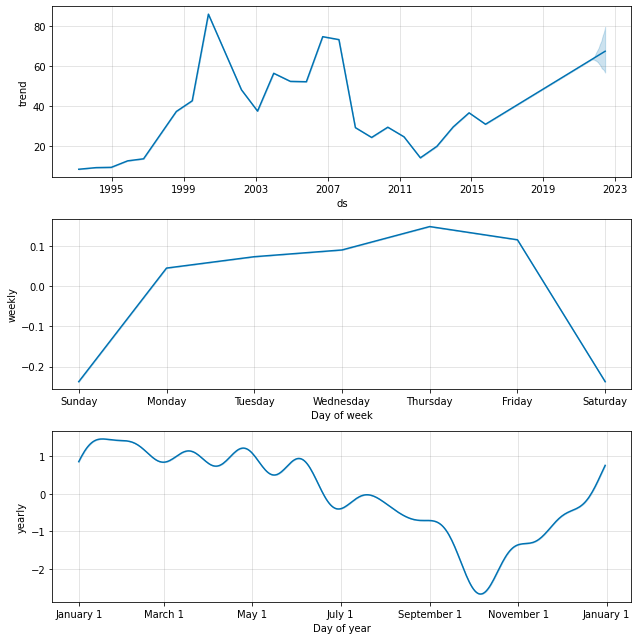 80
60
40
20
trend
1995 1999 2003 2007 2011 2015 2019 2023
ds
0.1
0.0
−0.1
−0.2
weekly
Sunday Monday Tuesday Wednesday Thursday Friday Saturday
Day of week
1
0
−1
−2
yearly
January 1 March 1 May 1 July 1 September 1 November 1 January 1
Day of year